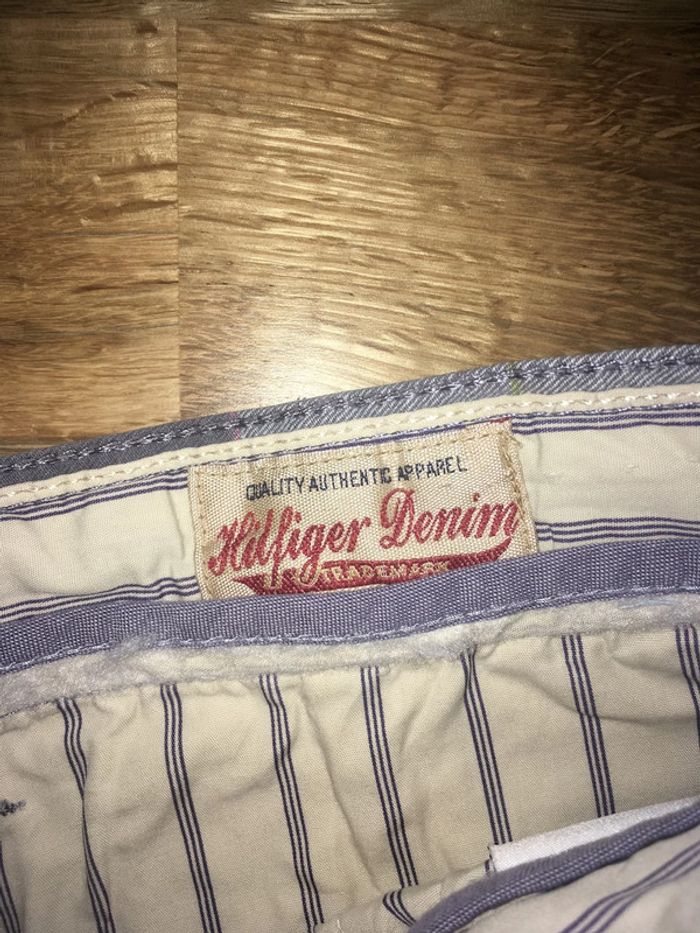 QUALITY AUTHENTIC APPAREL
Hilfiger Denim
TRADEMARK